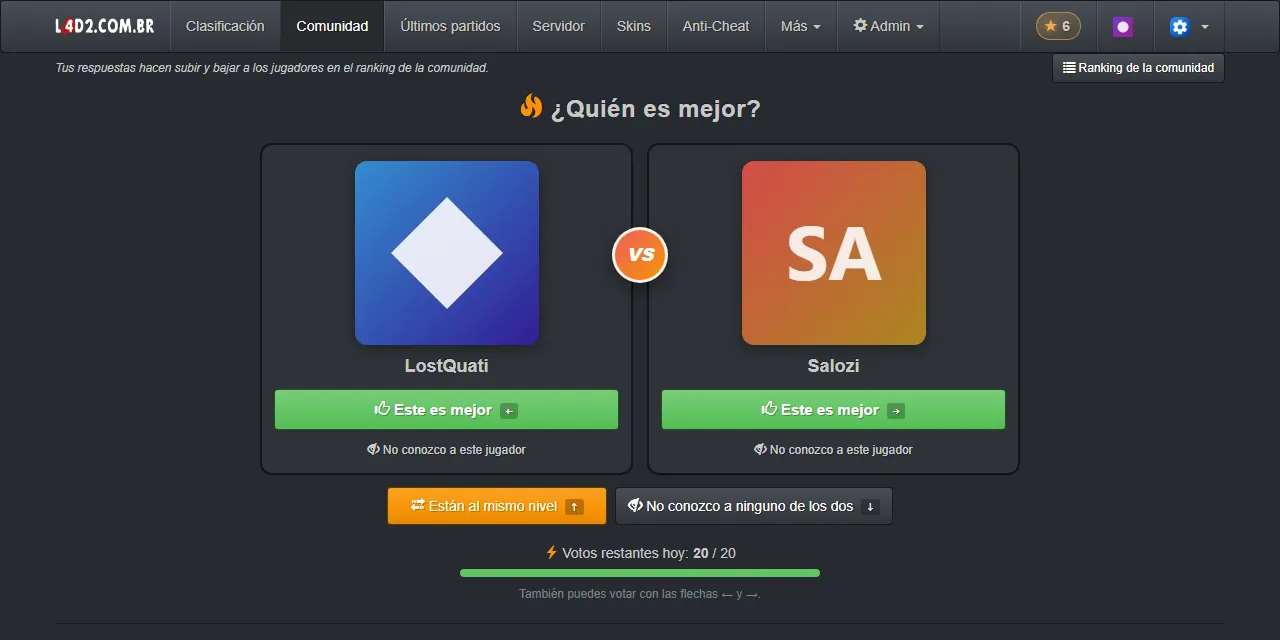 L4D2.COM.BR Clasificación Comunidad Últimos partidos Servidor Skins Anti-Cheat Más Admin 6
Tus respuestas hacen subir y bajar a los jugadores en el ranking de la comunidad.
Ranking de la comunidad
¿Quién es mejor?
SA
vs
LostQuati
Salozi
Este es mejor ←
Este es mejor →
No conozco a este jugador
No conozco a este jugador
Están al mismo nivel ↑
No conozco a ninguno de los dos ↓
Votos restantes hoy: 20 / 20
También puedes votar con las flechas ← y →.